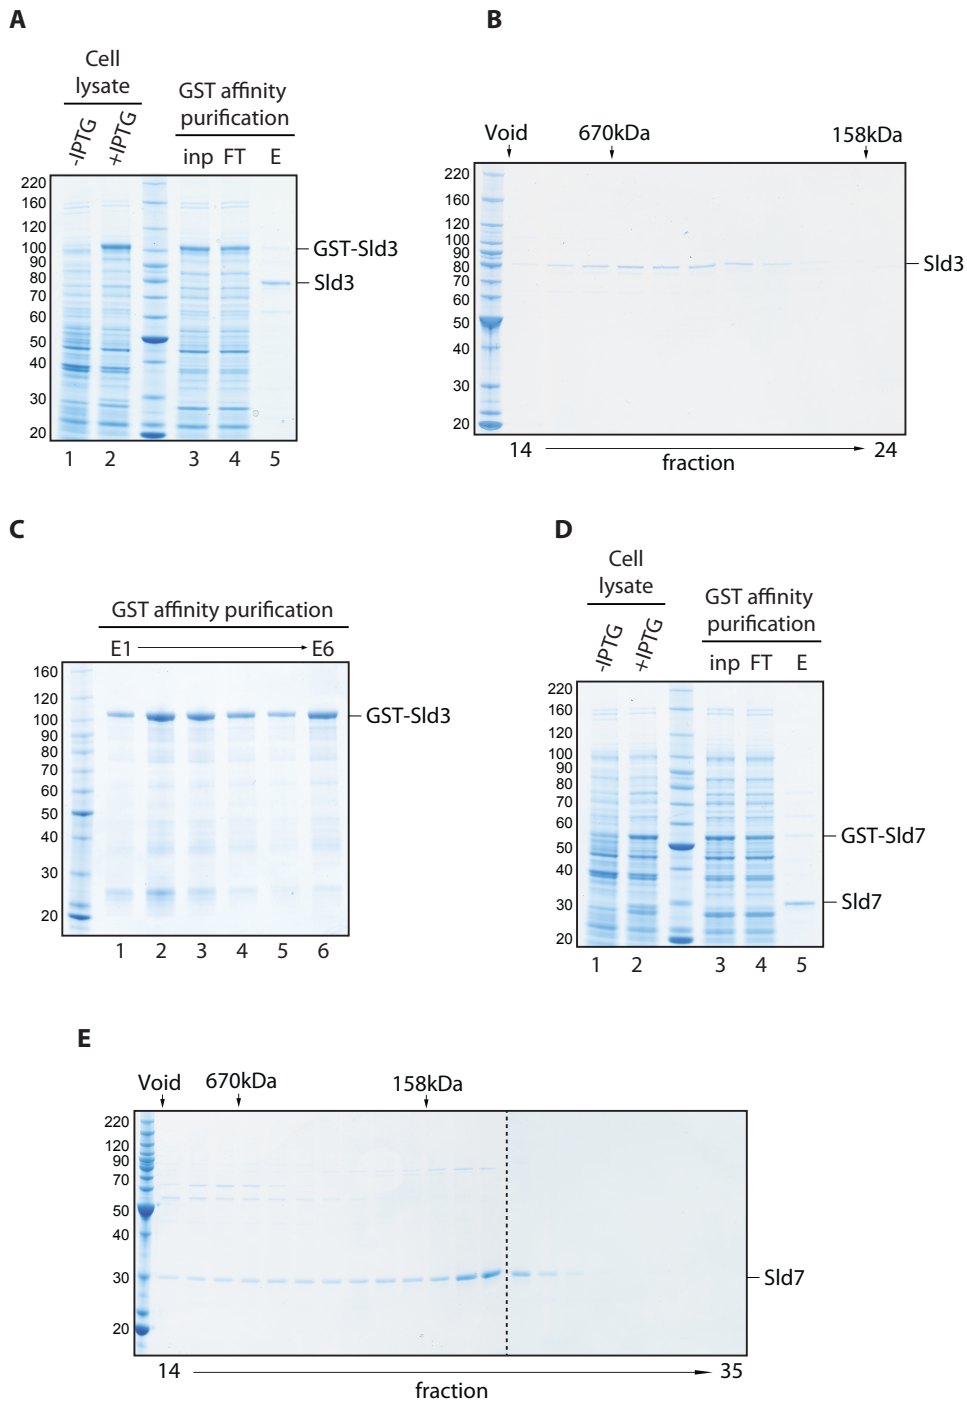 A
Cell
lysate
GST affinity
purification
-IPTG
+IPTG
inp
FT
E
220
160
120
100
90
80
70
60
50
40
30
20
GST-Sld3
Sld3
1
2
3
4
5
B
Void
670kDa
158kDa
220
160
120
100
90
80
70
60
50
40
30
20
Sld3
14
24
fraction
C
GST affinity purification
E1
E6
160
120
100
90
80
70
60
50
40
30
20
GST-Sld3
1
2
3
4
5
6
D
Cell
lysate
GST affinity
purification
-IPTG
+IPTG
inp
FT
E
220
160
120
100
90
80
70
60
50
40
30
20
GST-Sld7
Sld7
1
2
3
4
5
E
Void
670kDa
158kDa
220
120
90
70
50
40
30
20
Sld7
14
35
fraction